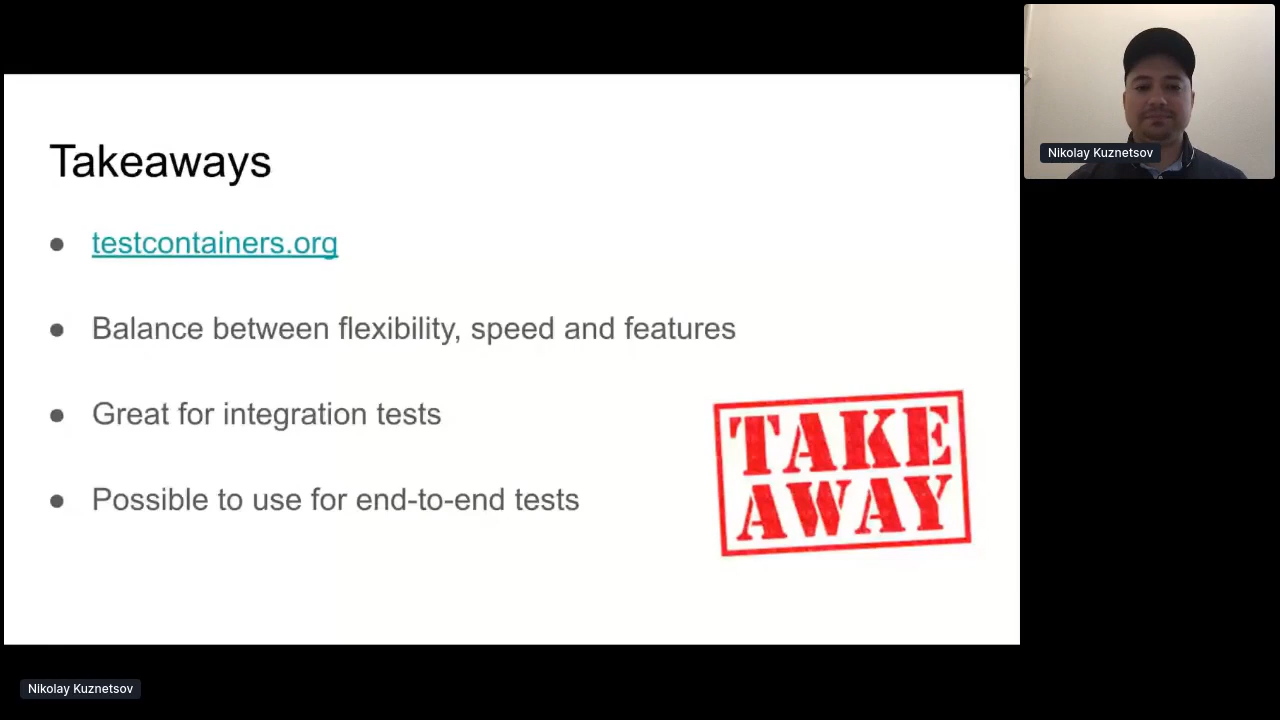 Takeaways
testcontainers.org
Balance between flexibility, speed and features
Great for integration tests
Possible to use for end-to-end tests
TAKE
AWAY
Nikolay Kuznetsov
Nikolay Kuznetsov